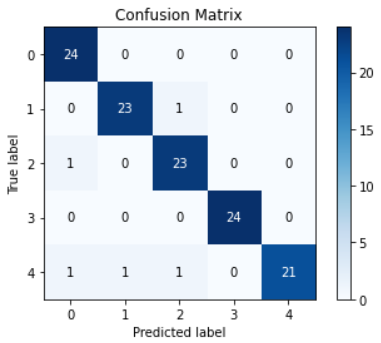 Confusion Matrix
0 24 0 0 0 0
1 0 23 1 0 0
2 1 0 23 0 0
3 0 0 0 24 0
4 1 1 1 0 21
0 1 2 3 4
Predicted label
True label
20
15
10
5
0